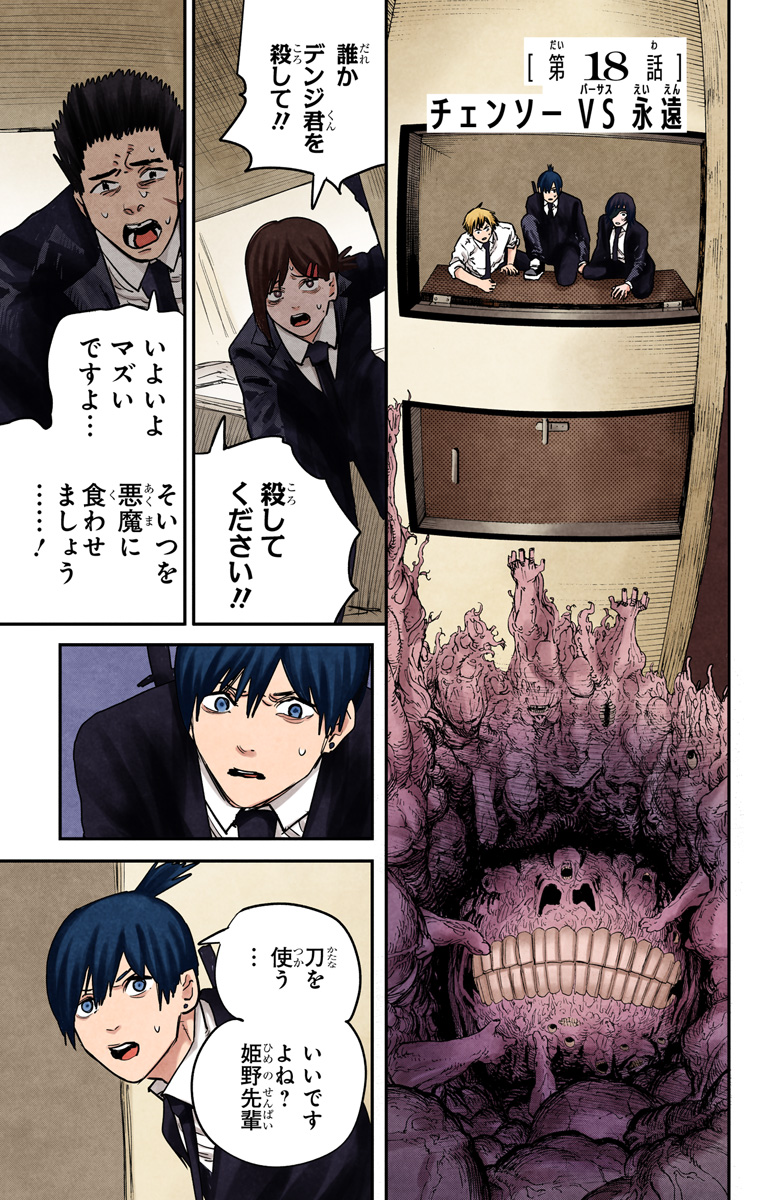 [第18話]
チェンソーVS永遠
誰か
デンジ君を
殺して!!
殺して
ください!!
いよいよ
マズい
ですよ…
そいつを
悪魔に
食わせ
ましょう
……!
刀を
使う
…
いいです
よね?
姫野先輩